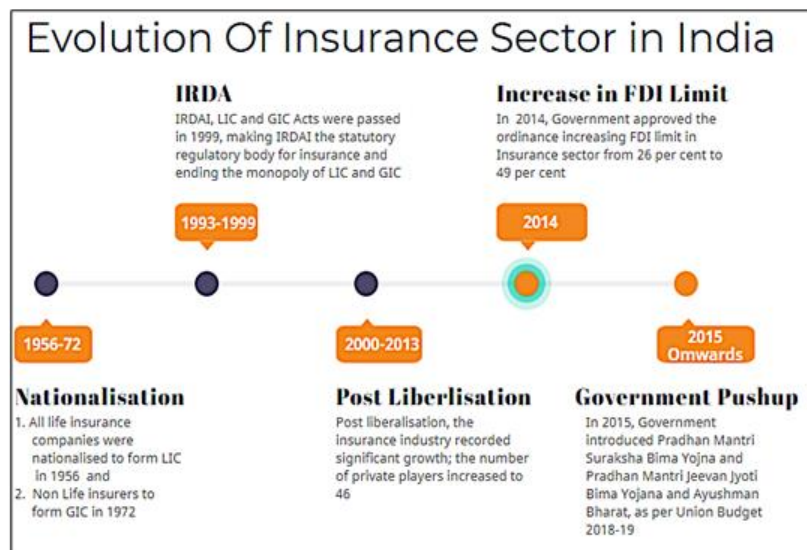 Evolution Of Insurance Sector in India
IRDA
IRDAI, LIC and GIC Acts were passed
in 1999, making IRDAI the statutory
regulatory body for insurance and
ending the monopoly of LIC and GIC
1993-1999
Increase in FDI Limit
In 2014, Government approved the
ordinance increasing FDI limit in
Insurance sector from 26 per cent to
49 per cent
2014
1956-72
Nationalisation
1. All life insurance
companies were
nationalised to form LIC
in 1956 and
2. Non Life insurers to
form GIC in 1972
2000-2013
Post Liberlisation
Post liberalisation, the
insurance industry recorded
significant growth; the number
of private players increased to
46
2015
Omwards
Government Pushup
In 2015, Government
introduced Pradhan Mantri
Suraksha Bima Yojna and
Pradhan Mantri Jeevan Jyoti
Bima Yojana and Ayushman
Bharat, as per Union Budget
2018-19